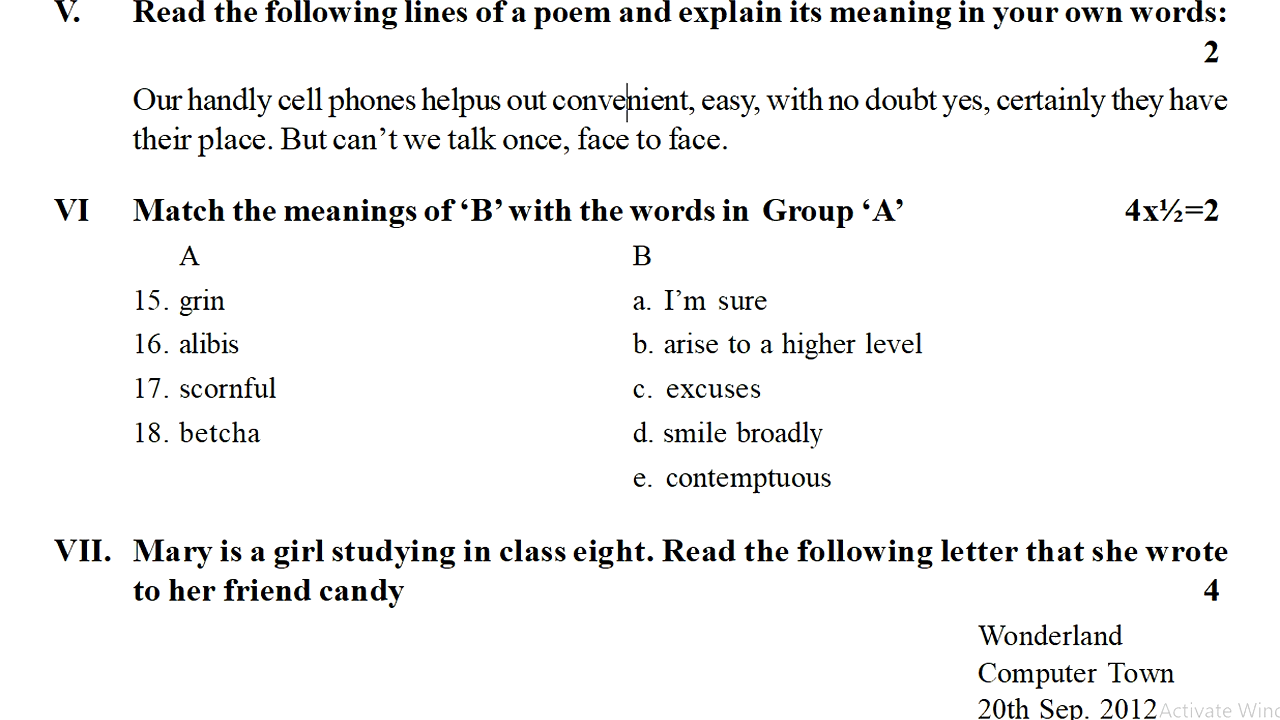 V. Read the following lines of a poem and explain its meaning in your own words:
2
Our handly cell phones helpus out convenient, easy, with no doubt yes, certainly they have
their place. But can’t we talk once, face to face.
VI Match the meanings of ‘B’ with the words in Group ‘A’ 4x½=2
A B
15. grin a. I’m sure
16. alibis b. arise to a higher level
17. scornful c. excuses
18. betcha d. smile broadly
e. contemptuous
VII. Mary is a girl studying in class eight. Read the following letter that she wrote
to her friend candy 4
Wonderland
Computer Town
20th Sep. 2012 Activate Wind